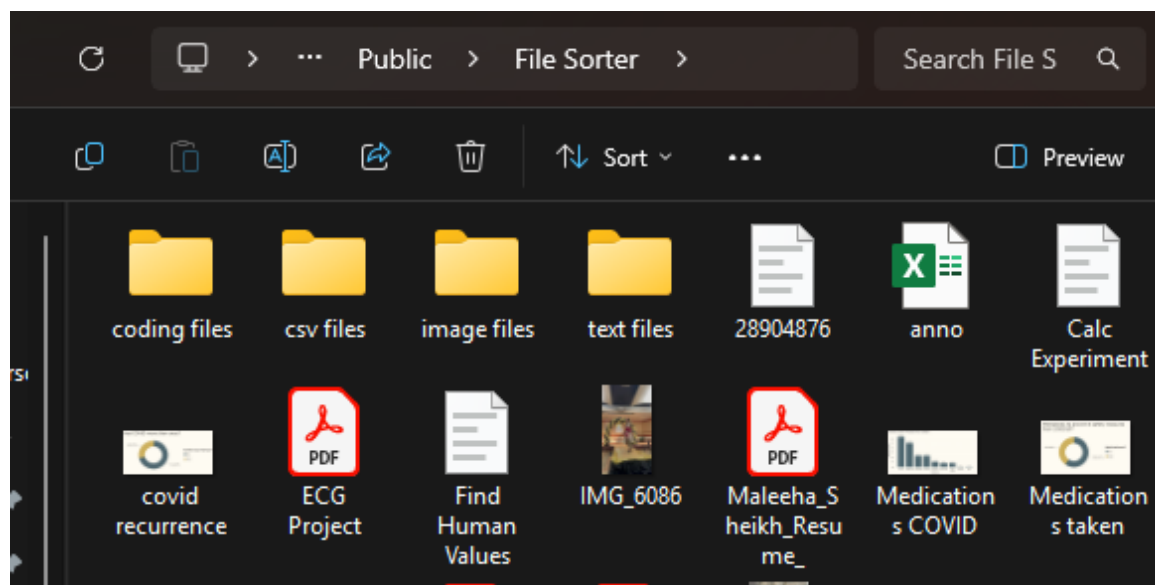 Public > File Sorter >
Search File S
Sort
Preview
coding files
csv files
image files
text files
28904876
anno
Calc
Experiment
covid
recurrence
PDF
ECG
Project
Find
Human
Values
IMG_6086
PDF
Maleeha_S
heikh_Resu
me_
Medication
s COVID
Medication
s taken